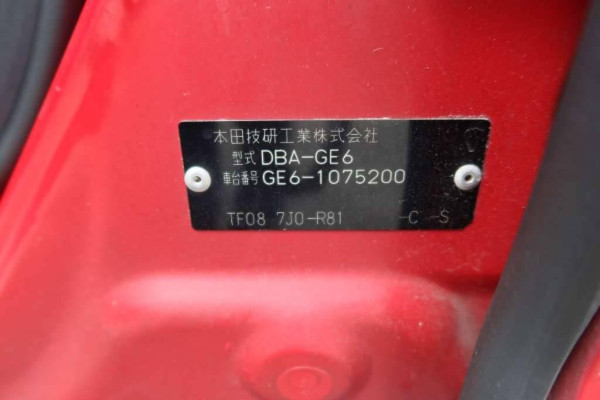 本田技研工業株式会社
型式 DBA-GE6
車台番号 GE6-1075200
TF08 7J0-R81 -C -S